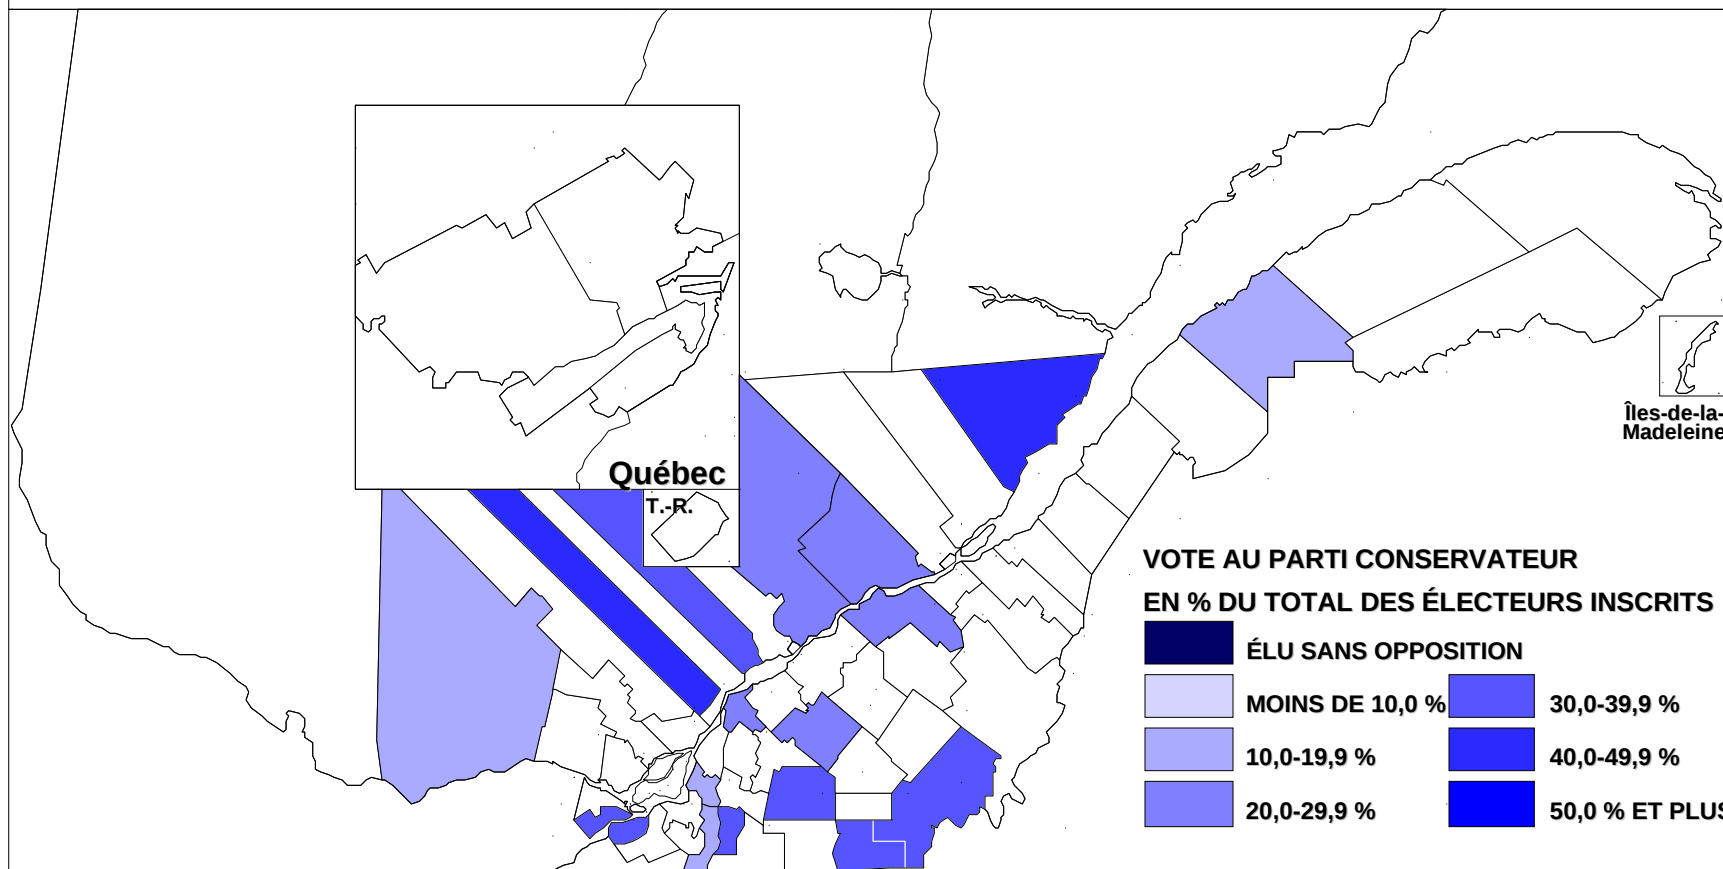 Québec
T.-R.
Îles-de-la-
Madeleine
VOTE AU PARTI CONSERVATEUR
EN % DU TOTAL DES ÉLECTEURS INSCRITS
ÉLU SANS OPPOSITION
MOINS DE 10,0 %
30,0-39,9 %
10,0-19,9 %
40,0-49,9 %
20,0-29,9 %
50,0 % ET PLUS